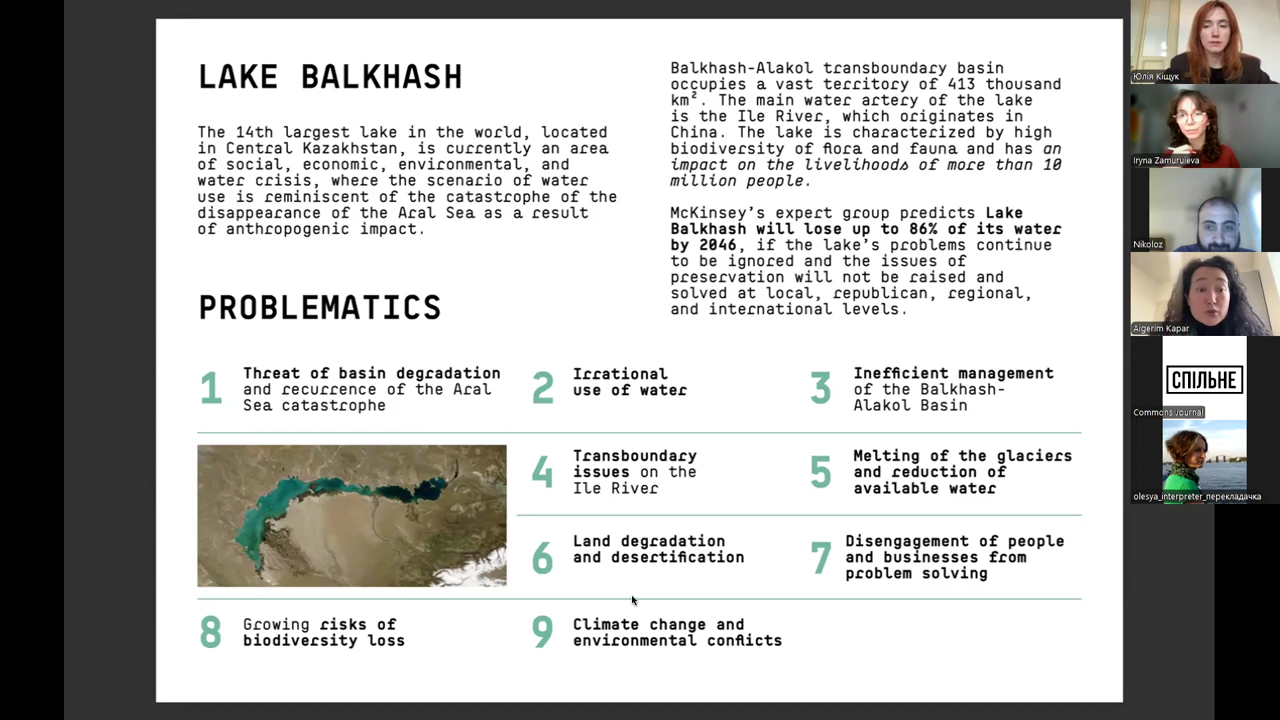 LAKE BALKHASH
The 14th largest lake in the world, located
in Central Kazakhstan, is currently an area
of social, economic, environmental, and
water crisis, where the scenario of water
use is reminiscent of the catastrophe of the
disappearance of the Aral Sea as a result
of anthropogenic impact.
Balkhash-Alakol transboundary basin
occupies a vast territory of 413 thousand
km². The main water artery of the lake
is the Ile River, which originates in
China. The lake is characterized by high
biodiversity of flora and fauna and has an
impact on the livelihoods of more than 10
million people.
McKinsey's expert group predicts Lake
Balkhash will lose up to 86% of its water
by 2046, if the lake's problems continue
to be ignored and the issues of
preservation will not be raised and
solved at local, republican, regional,
and international levels.
PROBLEMATICS
1 Threat of basin degradation
and recurrence of the Aral
Sea catastrophe
2 Irrational
use of water
3 Inefficient management
of the Balkhash-
Alakol Basin
4 Transboundary
issues on the
Ile River
5 Melting of the glaciers
and reduction of
available water
6 Land degradation
and desertification
7 Disengagement of people
and businesses from
problem solving
8 Growing risks of
biodiversity loss
9 Climate change and
environmental conflicts
Юлія Кіщук
Iryna Zamuruieva
Nikoloz
Aigerim Kapar
СПІЛЬНЕ
Commons Journal
olesya_interpreter_перекладачка